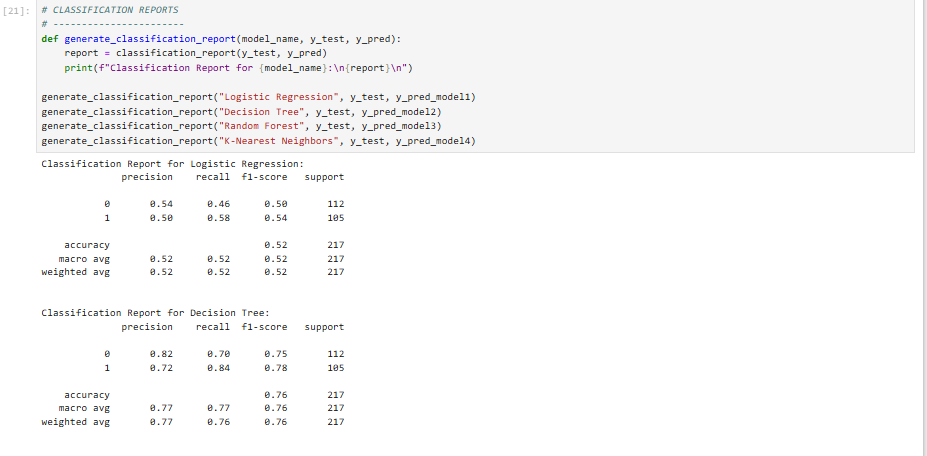 [21]: # CLASSIFICATION REPORTS
# -----------------------
def generate_classification_report(model_name, y_test, y_pred):
    report = classification_report(y_test, y_pred)
    print(f"Classification Report for {model_name}:\n{report}\n")

generate_classification_report("Logistic Regression", y_test, y_pred_model1)
generate_classification_report("Decision Tree", y_test, y_pred_model2)
generate_classification_report("Random Forest", y_test, y_pred_model3)
generate_classification_report("K-Nearest Neighbors", y_test, y_pred_model4)
Classification Report for Logistic Regression:
              precision    recall  f1-score   support

           0       0.54      0.46      0.50       112
           1       0.50      0.58      0.54       105

    accuracy                           0.52       217
   macro avg       0.52      0.52      0.52       217
weighted avg       0.52      0.52      0.52       217


Classification Report for Decision Tree:
              precision    recall  f1-score   support

           0       0.82      0.70      0.75       112
           1       0.72      0.84      0.78       105

    accuracy                           0.76       217
   macro avg       0.77      0.77      0.76       217
weighted avg       0.77      0.76      0.76       217